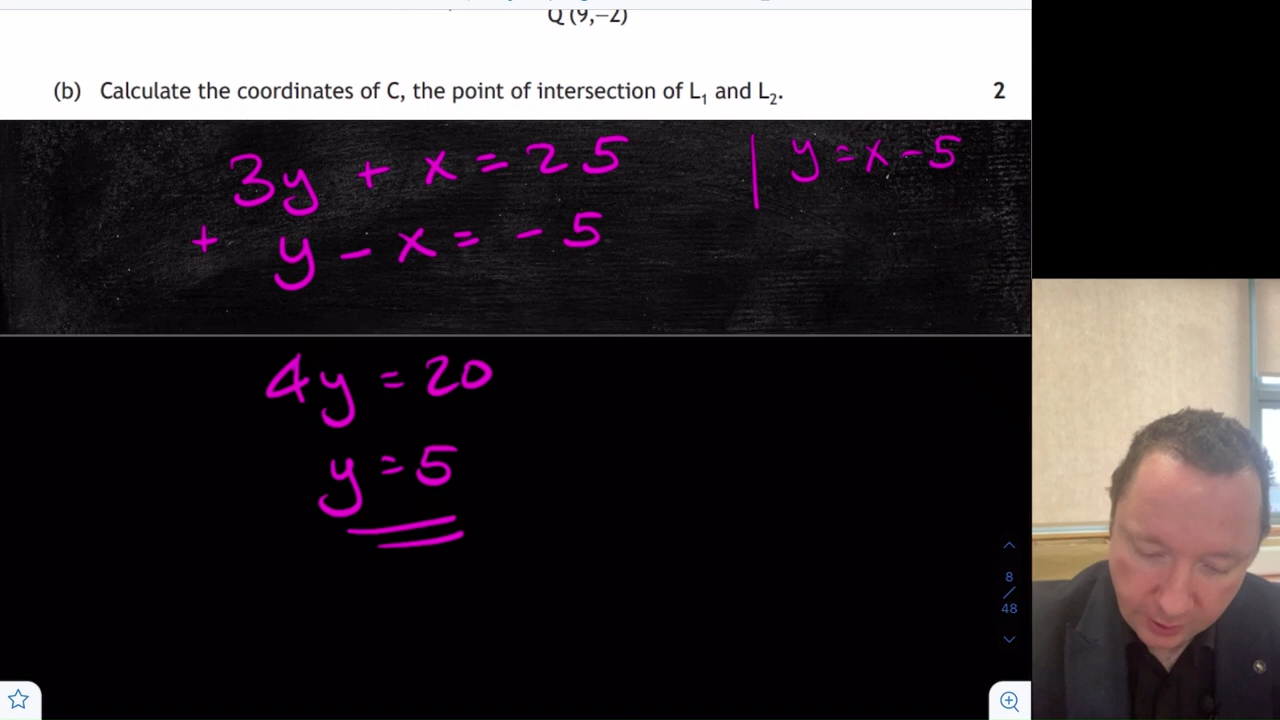 Q (9,−2)
(b) Calculate the coordinates of C, the point of intersection of L₁ and L₂. 2
3y + x = 25 | y = x - 5
+ y - x = - 5
4y = 20
y = 5
8
/
48